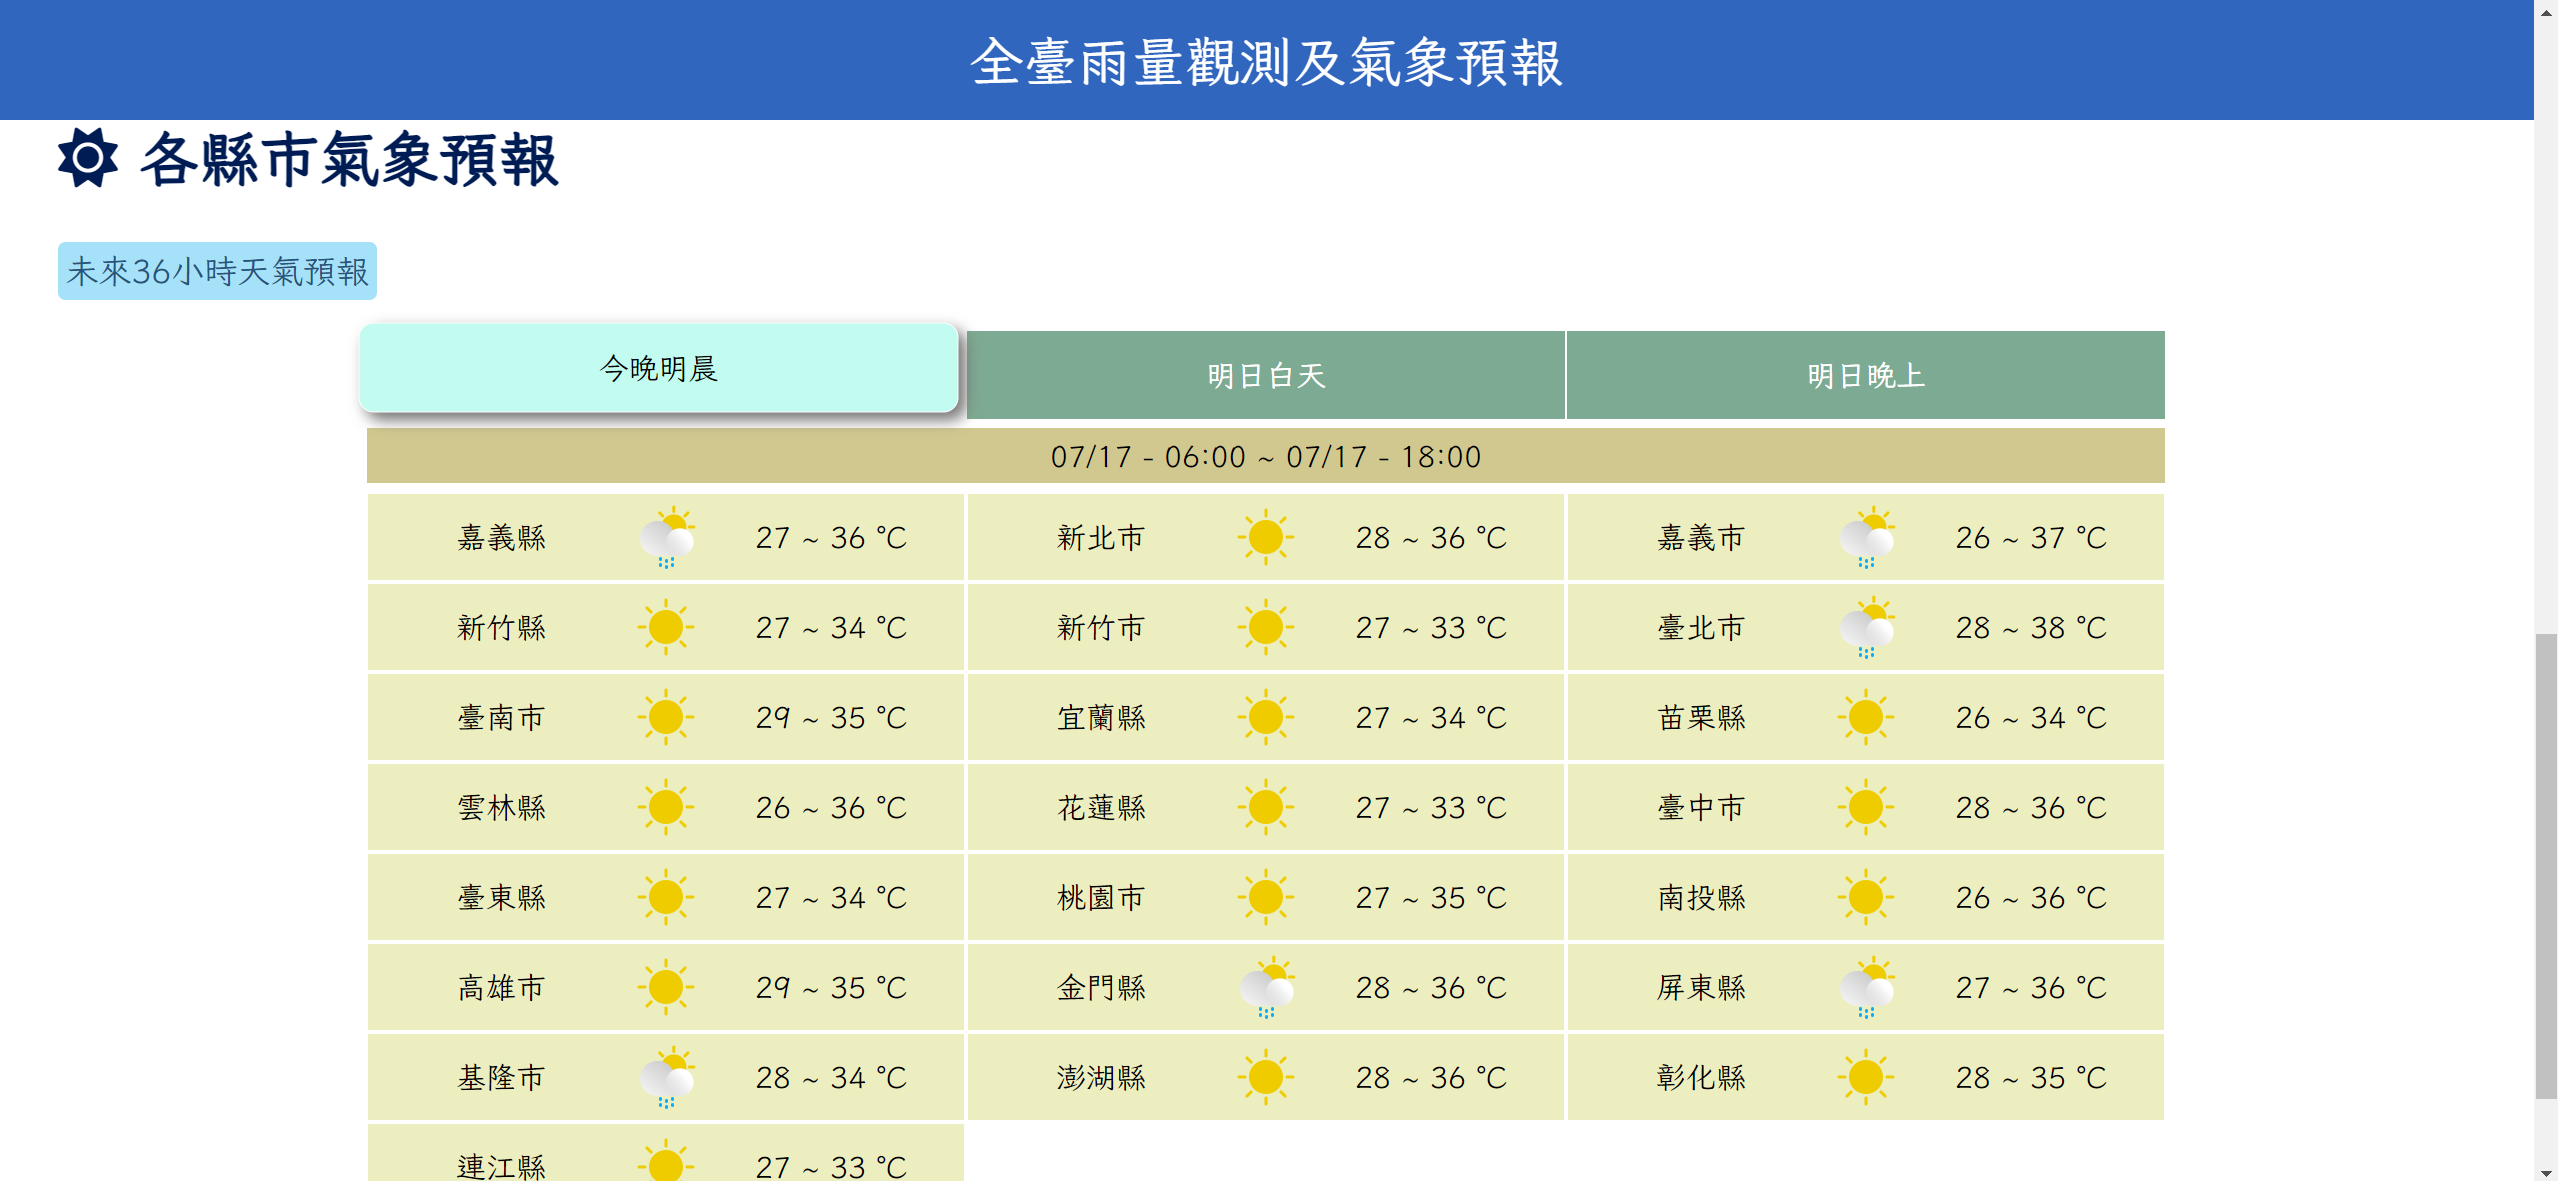 全臺雨量觀測及氣象預報
各縣市氣象預報
未來36小時天氣預報
今晚明晨 明日白天 明日晚上
07/17 - 06:00 ~ 07/17 - 18:00
嘉義縣 27 ~ 36 °C 新北市 28 ~ 36 °C 嘉義市 26 ~ 37 °C
新竹縣 27 ~ 34 °C 新竹市 27 ~ 33 °C 臺北市 28 ~ 38 °C
臺南市 29 ~ 35 °C 宜蘭縣 27 ~ 34 °C 苗栗縣 26 ~ 34 °C
雲林縣 26 ~ 36 °C 花蓮縣 27 ~ 33 °C 臺中市 28 ~ 36 °C
臺東縣 27 ~ 34 °C 桃園市 27 ~ 35 °C 南投縣 26 ~ 36 °C
高雄市 29 ~ 35 °C 金門縣 28 ~ 36 °C 屏東縣 27 ~ 36 °C
基隆市 28 ~ 34 °C 澎湖縣 28 ~ 36 °C 彰化縣 28 ~ 35 °C
連江縣 27 ~ 33 °C